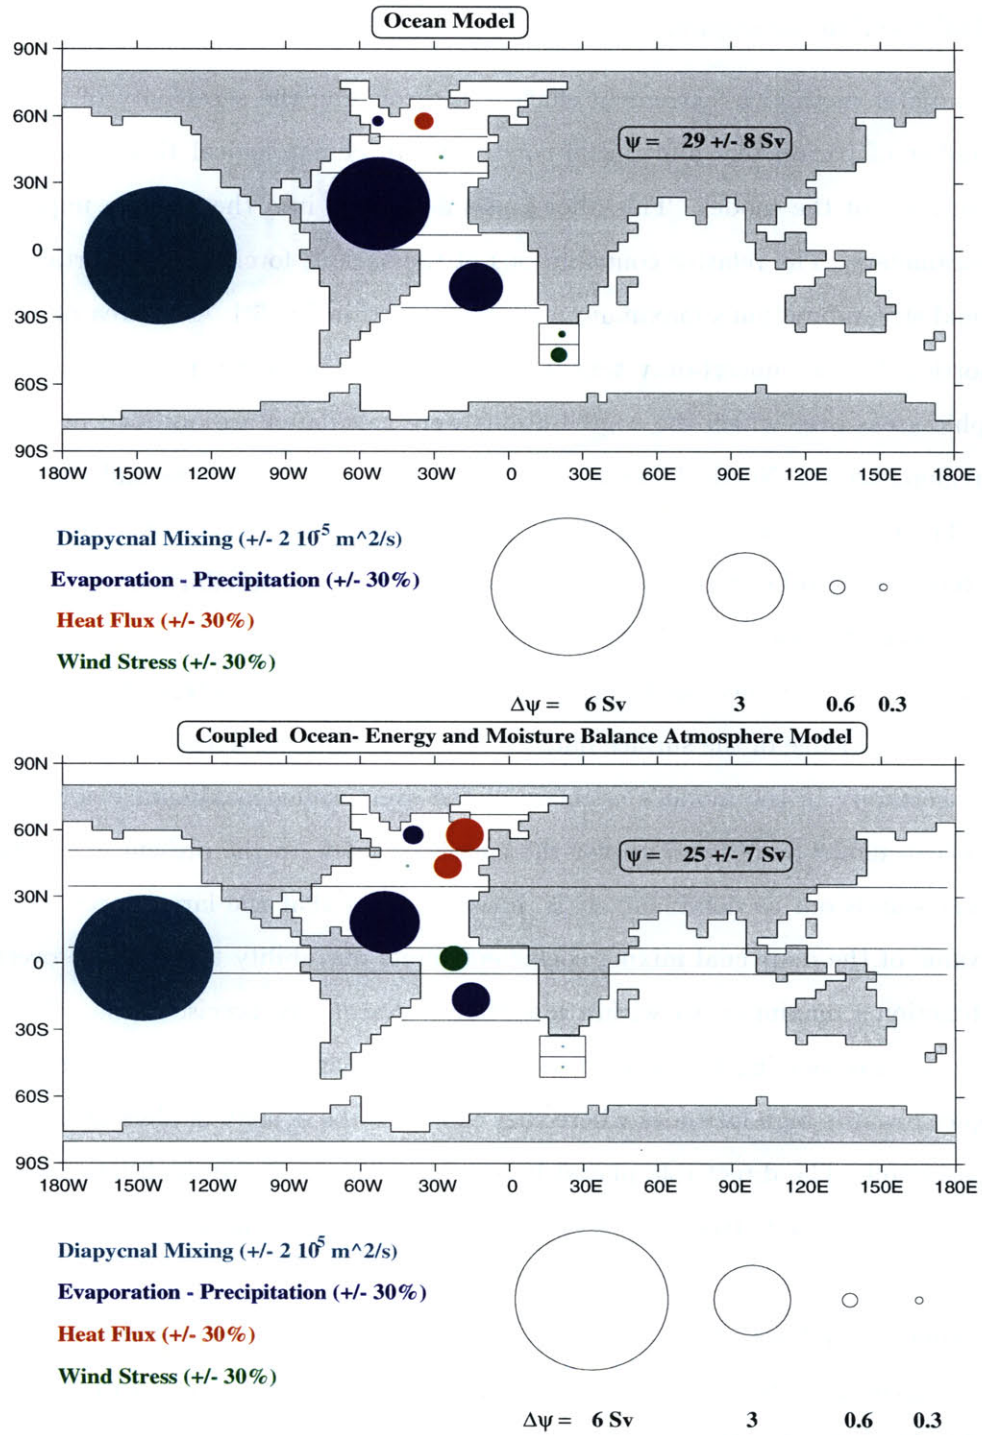 Ocean Model
90N
60N
30N
0
30S
60S
90S
ψ = 29 +/- 8 Sv
180W 150W 120W 90W 60W 30W 0 30E 60E 90E 120E 150E 180E
Diapycnal Mixing (+/- 2 10^-5 m^2/s)
Evaporation - Precipitation (+/- 30%)
Heat Flux (+/- 30%)
Wind Stress (+/- 30%)
Δψ = 6 Sv 3 0.6 0.3
Coupled Ocean- Energy and Moisture Balance Atmosphere Model
90N
60N
30N
0
30S
60S
90S
ψ = 25 +/- 7 Sv
180W 150W 120W 90W 60W 30W 0 30E 60E 90E 120E 150E 180E
Diapycnal Mixing (+/- 2 10^5 m^2/s)
Evaporation - Precipitation (+/- 30%)
Heat Flux (+/- 30%)
Wind Stress (+/- 30%)
Δψ = 6 Sv 3 0.6 0.3